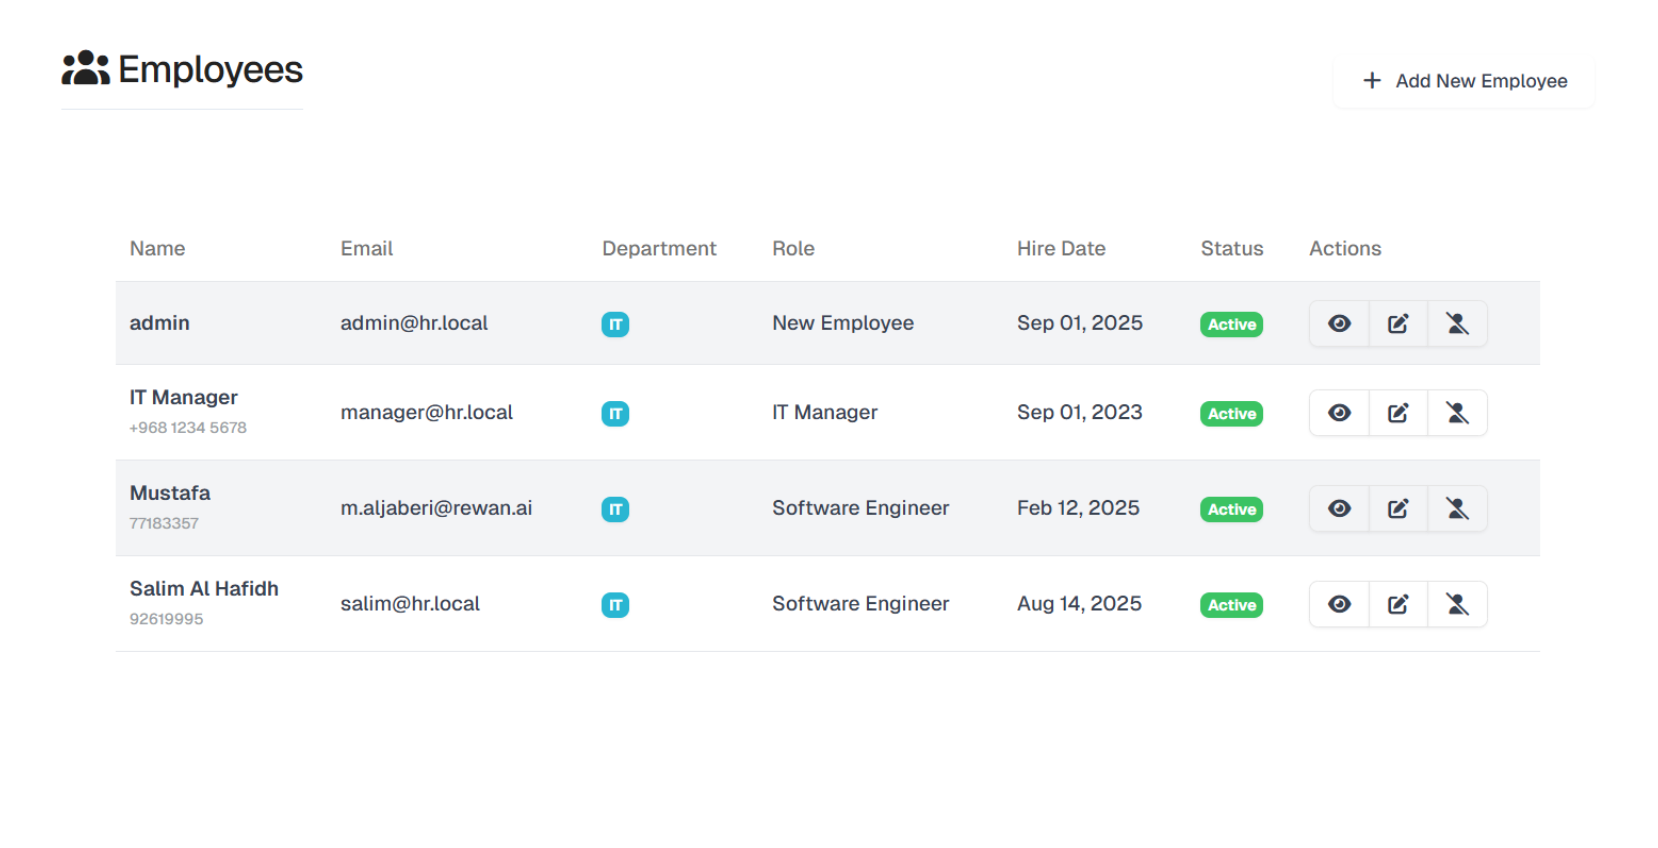 Employees
+ Add New Employee
Name Email Department Role Hire Date Status Actions
admin admin@hr.local IT New Employee Sep 01, 2025 Active
IT Manager
+968 1234 5678
manager@hr.local IT IT Manager Sep 01, 2023 Active
Mustafa
77183357
m.aljaberi@rewan.ai IT Software Engineer Feb 12, 2025 Active
Salim Al Hafidh
92619995
salim@hr.local IT Software Engineer Aug 14, 2025 Active